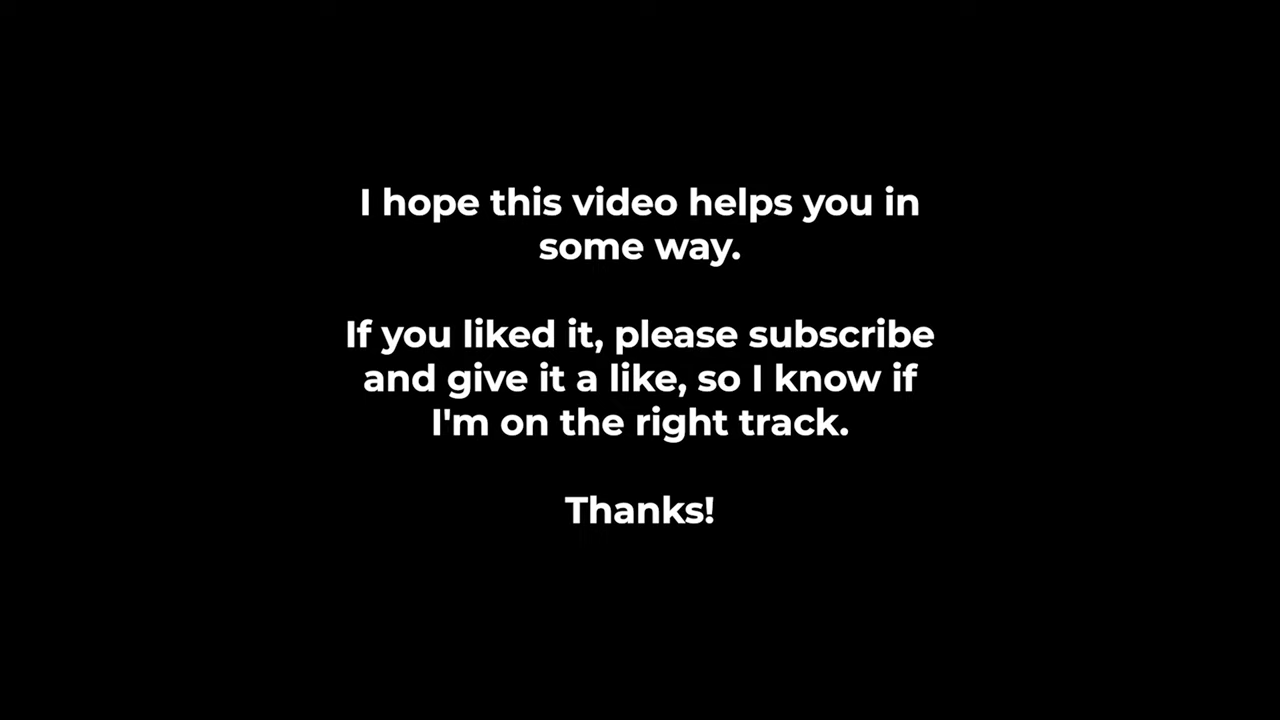 I hope this video helps you in
some way.
If you liked it, please subscribe
and give it a like, so I know if
I'm on the right track.
Thanks!